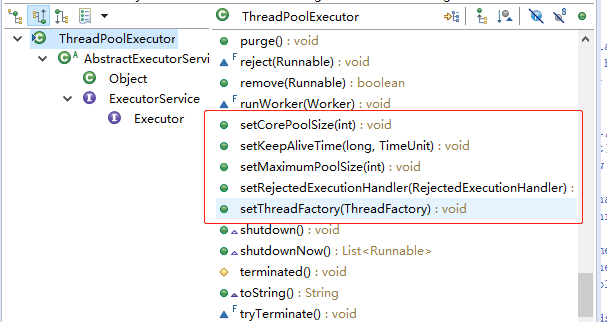 ThreadPoolExecutor
AbstractExecutorServi
Object
ExecutorService
Executor
ThreadPoolExecutor
purge() : void
reject(Runnable) : void
remove(Runnable) : boolean
runWorker(Worker) : void
setCorePoolSize(int) : void
setKeepAliveTime(long, TimeUnit) : void
setMaximumPoolSize(int) : void
setRejectedExecutionHandler(RejectedExecutionHandler) :
setThreadFactory(ThreadFactory) : void
shutdown() : void
shutdownNow() : List<Runnable>
terminated() : void
toString() : String
tryTerminate() : void